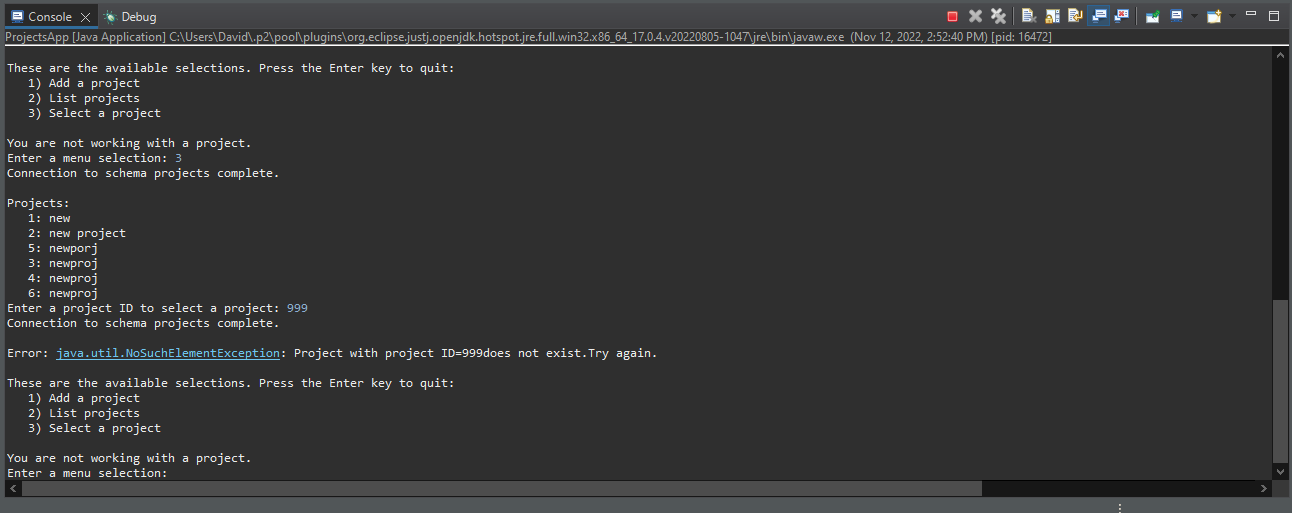 Console Debug
ProjectsApp [Java Application] C:\Users\David\.p2\pool\plugins\org.eclipse.justj.openjdk.hotspot.jre.full.win32.x86_64_17.0.4.v20220805-1047\jre\bin\javaw.exe (Nov 12, 2022, 2:52:40 PM) [pid: 16472]
These are the available selections. Press the Enter key to quit:
1) Add a project
2) List projects
3) Select a project
You are not working with a project.
Enter a menu selection: 3
Connection to schema projects complete.
Projects:
1: new
2: new project
5: newporj
3: newproj
4: newproj
6: newproj
Enter a project ID to select a project: 999
Connection to schema projects complete.
Error: java.util.NoSuchElementException: Project with project ID=999does not exist.Try again.
These are the available selections. Press the Enter key to quit:
1) Add a project
2) List projects
3) Select a project
You are not working with a project.
Enter a menu selection: